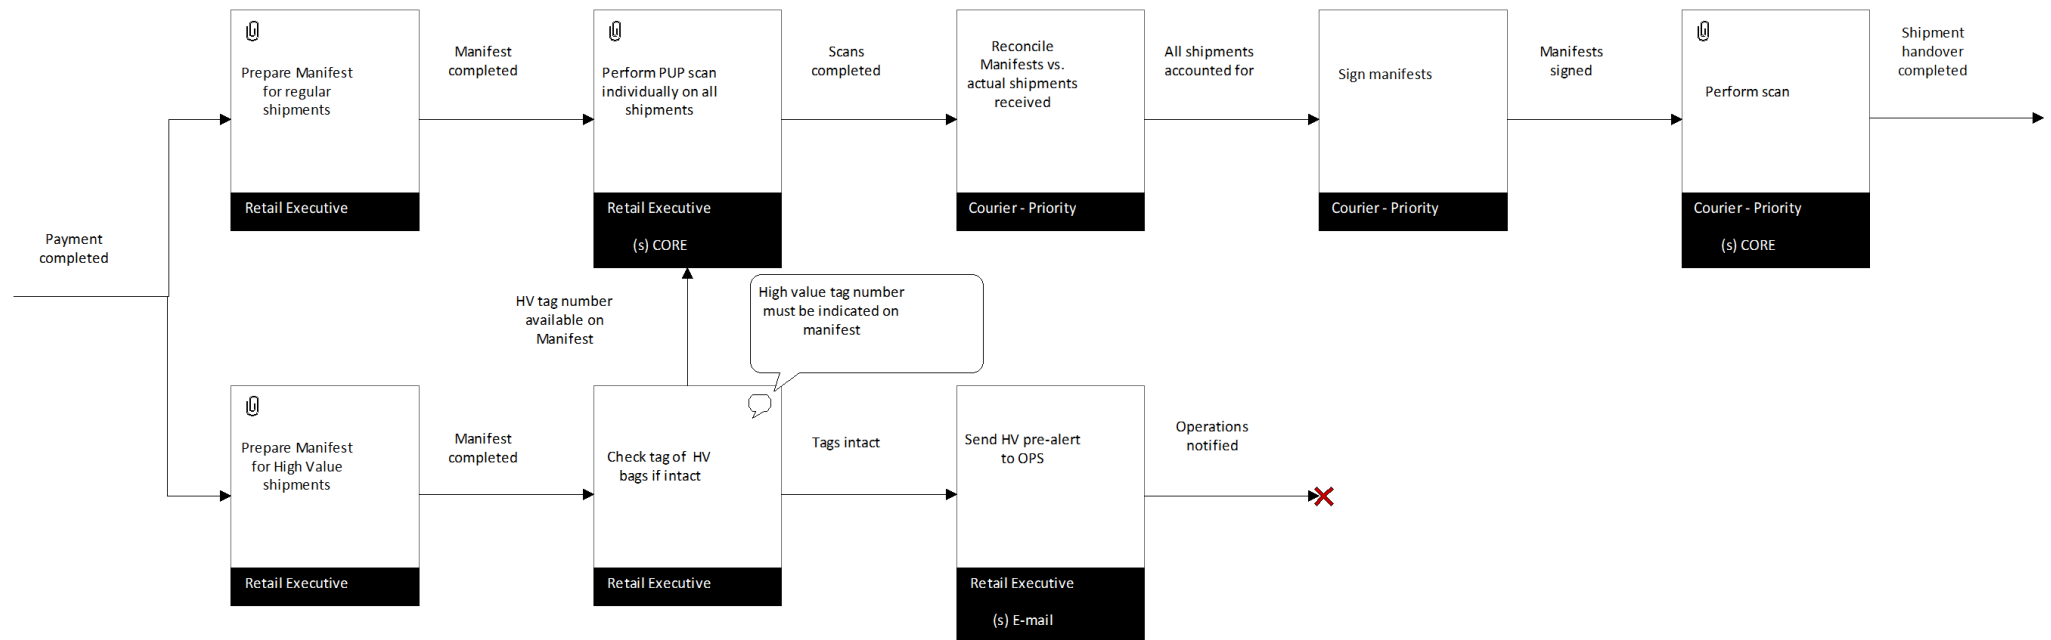 Prepare Manifest
for regular
shipments
Retail Executive
Manifest
completed
Perform PUP scan
individually on all
shipments
Retail Executive
(s) CORE
Scans
completed
Reconcile
Manifests vs.
actual shipments
received
Courier - Priority
All shipments
accounted for
Sign manifests
Courier - Priority
Manifests
signed
Perform scan
Courier - Priority
(s) CORE
Shipment
handover
completed
Payment
completed
HV tag number
available on
Manifest
High value tag number
must be indicated on
manifest
Prepare Manifest
for High Value
shipments
Retail Executive
Manifest
completed
Check tag of  HV
bags if intact
Retail Executive
Tags intact
Send HV pre-alert
to OPS
Retail Executive
(s) E-mail
Operations
notified